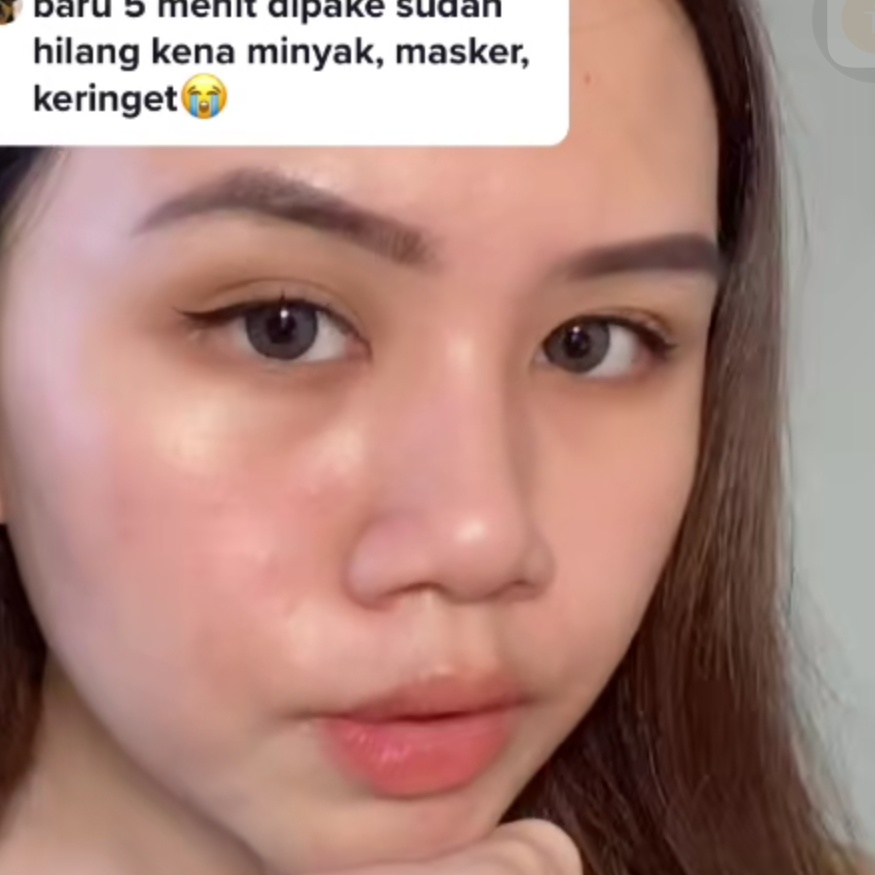 baru 5 menit dipake sudah
hilang kena minyak, masker,
keringet😭